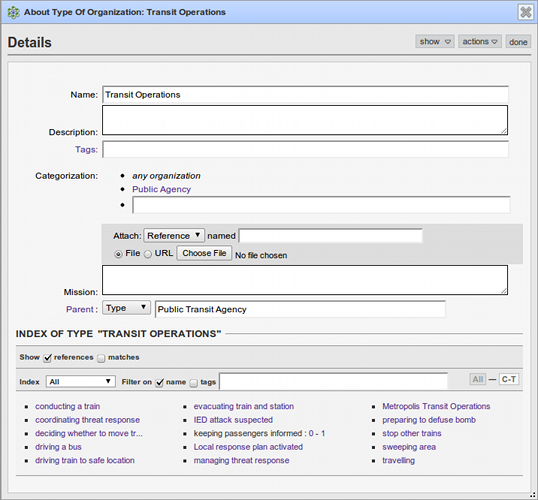 About Type Of Organization: Transit Operations
Details
show actions done
Name: Transit Operations
Description:
Tags:
Categorization:
any organization
Public Agency
Attach: Reference named
File URL Choose File No file chosen
Mission:
Parent : Type Public Transit Agency
INDEX OF TYPE "TRANSIT OPERATIONS"
Show references matches
Index All Filter on name tags All — C-T
conducting a train evacuating train and station Metropolis Transit Operations
coordinating threat response IED attack suspected preparing to defuse bomb
deciding whether to move tr... keeping passengers informed : 0 - 1 stop other trains
driving a bus Local response plan activated sweeping area
driving train to safe location managing threat response travelling